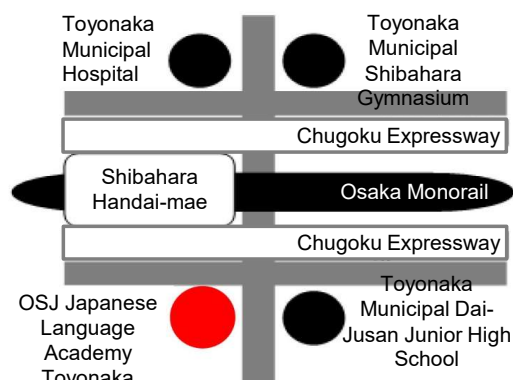 Toyonaka
Municipal
Hospital
Toyonaka
Municipal
Shibahara
Gymnasium
Chugoku Expressway
Shibahara
Handai-mae
Osaka Monorail
Chugoku Expressway
OSJ Japanese
Language
Academy
Toyonaka
Toyonaka
Municipal Dai-
Jusan Junior High
School